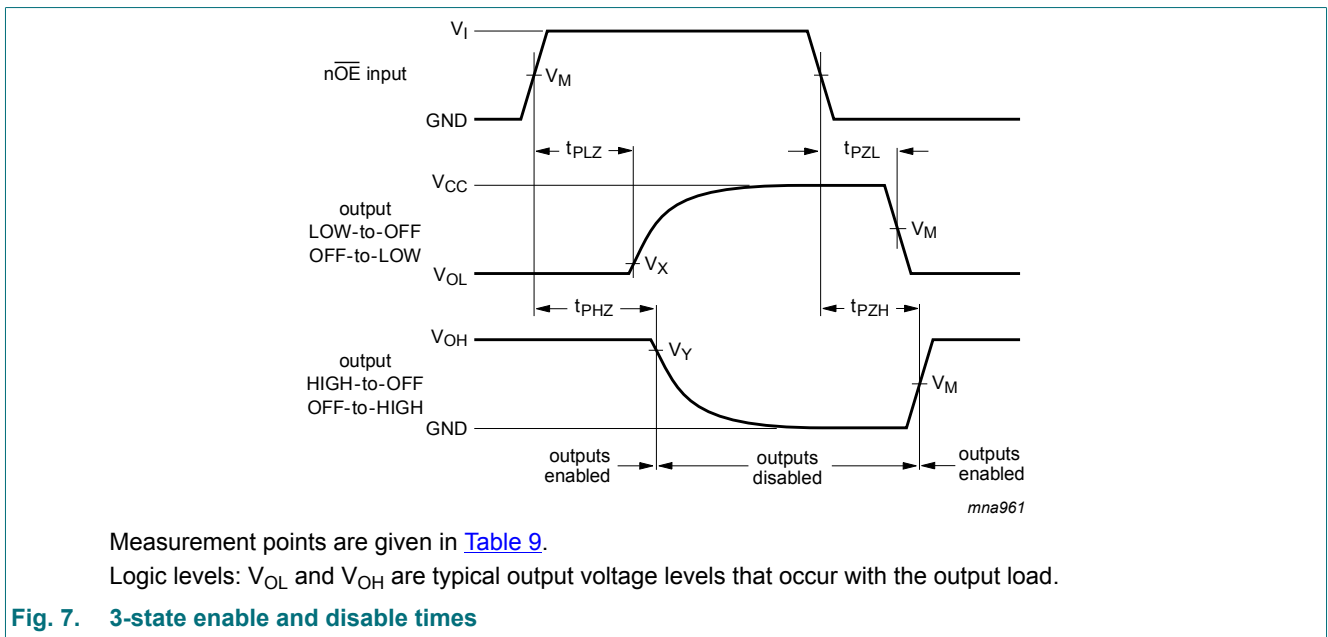 V_I
nOE input
V_M
GND
t_PLZ
t_PZL
V_CC
output
LOW-to-OFF
OFF-to-LOW
V_M
V_X
V_OL
t_PHZ
t_PZH
V_OH
output
HIGH-to-OFF
OFF-to-HIGH
V_Y
V_M
GND
outputs
enabled
outputs
disabled
outputs
enabled
mna961
Measurement points are given in Table 9.
Logic levels: V_OL and V_OH are typical output voltage levels that occur with the output load.
Fig. 7. 3-state enable and disable times